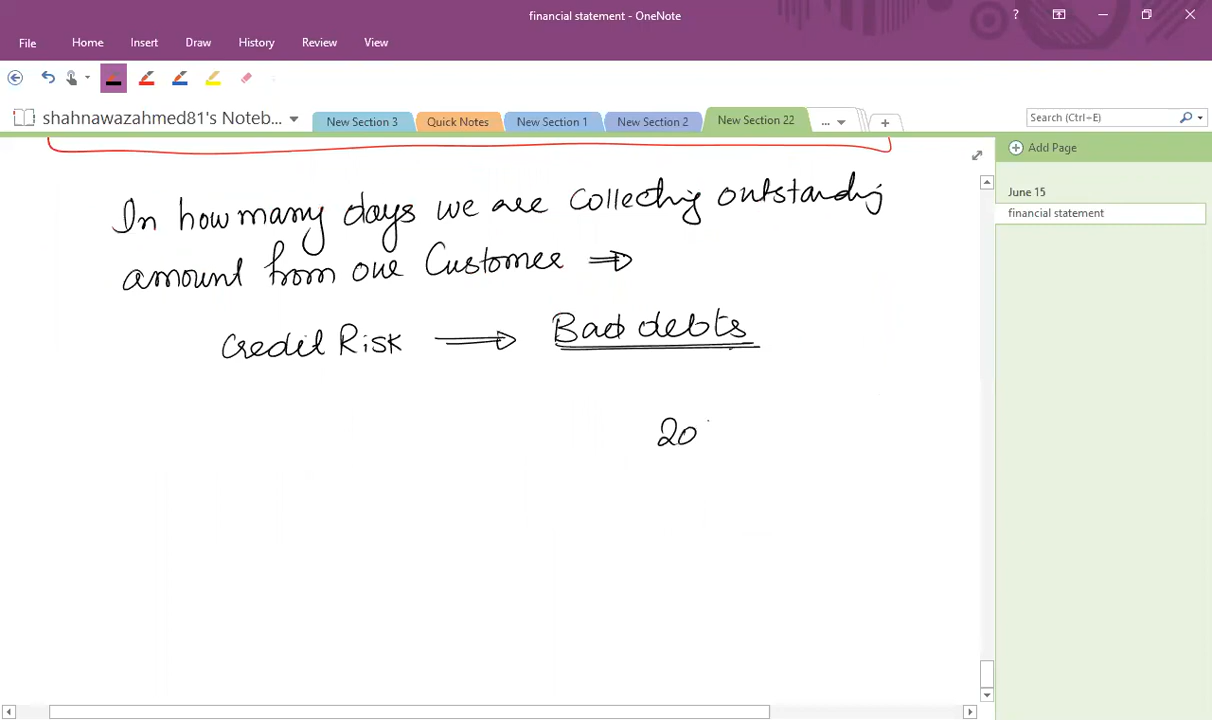 financial statement - OneNote
?
File
Home
Insert
Draw
History
Review
View
shahnawazahmed81's Noteb...
New Section 3
Quick Notes
New Section 1
New Section 2
New Section 22
...
Search (Ctrl+E)
Add Page
June 15
financial statement
In how many days we are collecting outstanding
amount from our Customer ⇒
Credit Risk ⟹ Bad debts
20